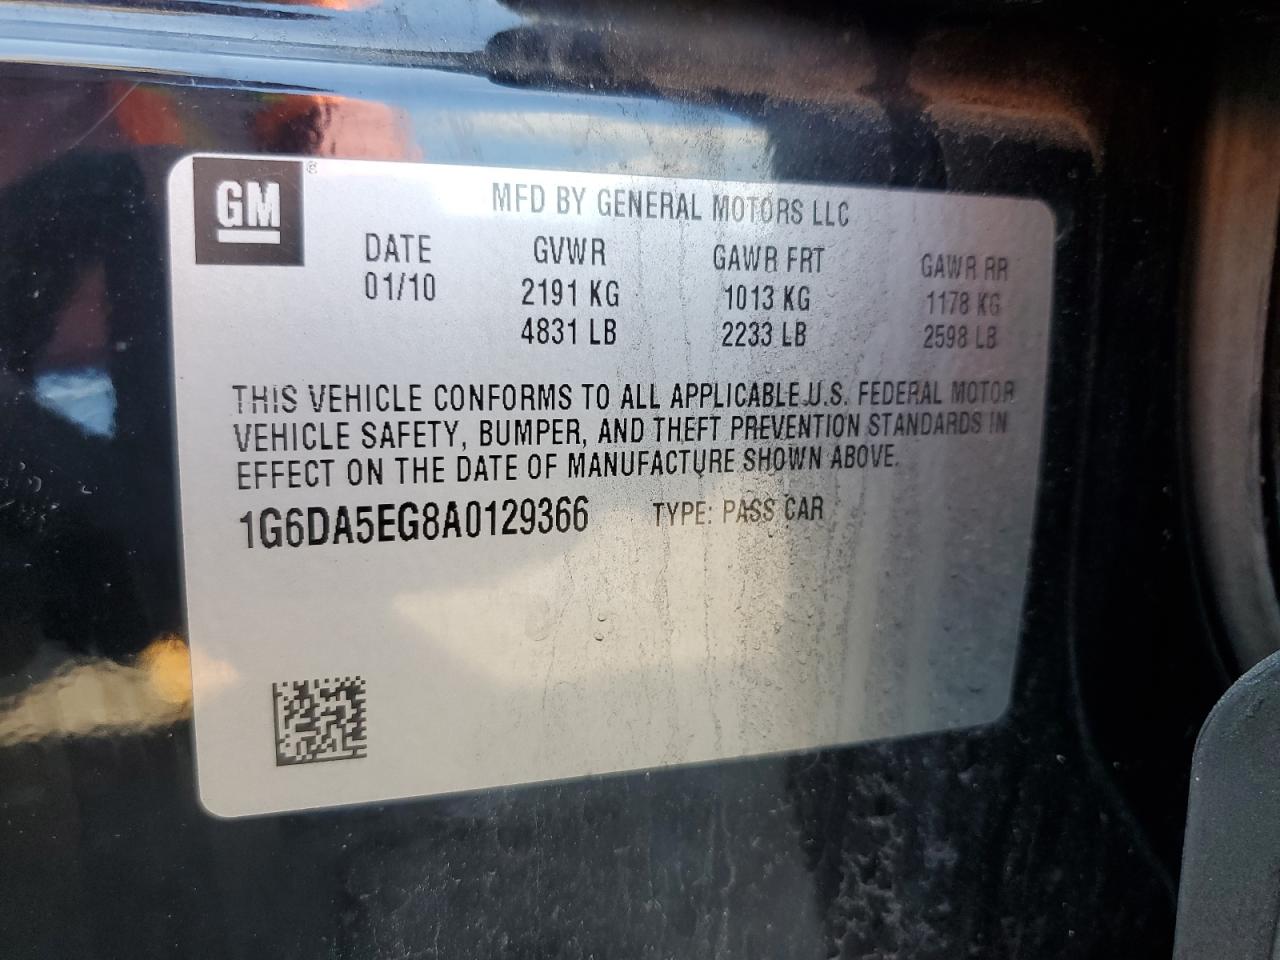 GM®
MFD BY GENERAL MOTORS LLC
DATE GVWR GAWR FRT GAWR RR
01/10 2191 KG 1013 KG 1178 KG
4831 LB 2233 LB 2598 LB
THIS VEHICLE CONFORMS TO ALL APPLICABLE U.S. FEDERAL MOTOR
VEHICLE SAFETY, BUMPER, AND THEFT PREVENTION STANDARDS IN
EFFECT ON THE DATE OF MANUFACTURE SHOWN ABOVE.
1G6DA5EG8A0129366 TYPE: PASS CAR